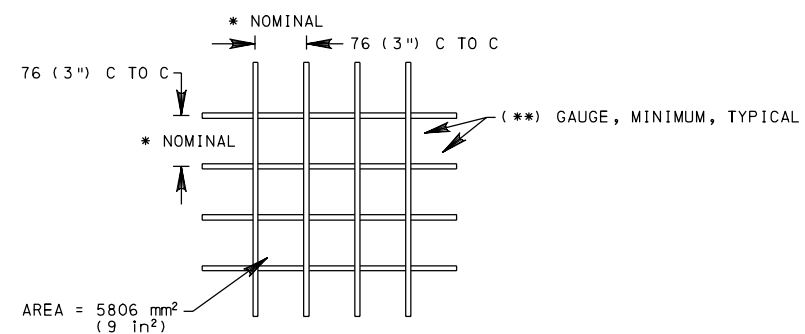 * NOMINAL
76 (3") C TO C
76 (3") C TO C
(**) GAUGE, MINIMUM, TYPICAL
* NOMINAL
AREA = 5806 mm²
(9 in²)